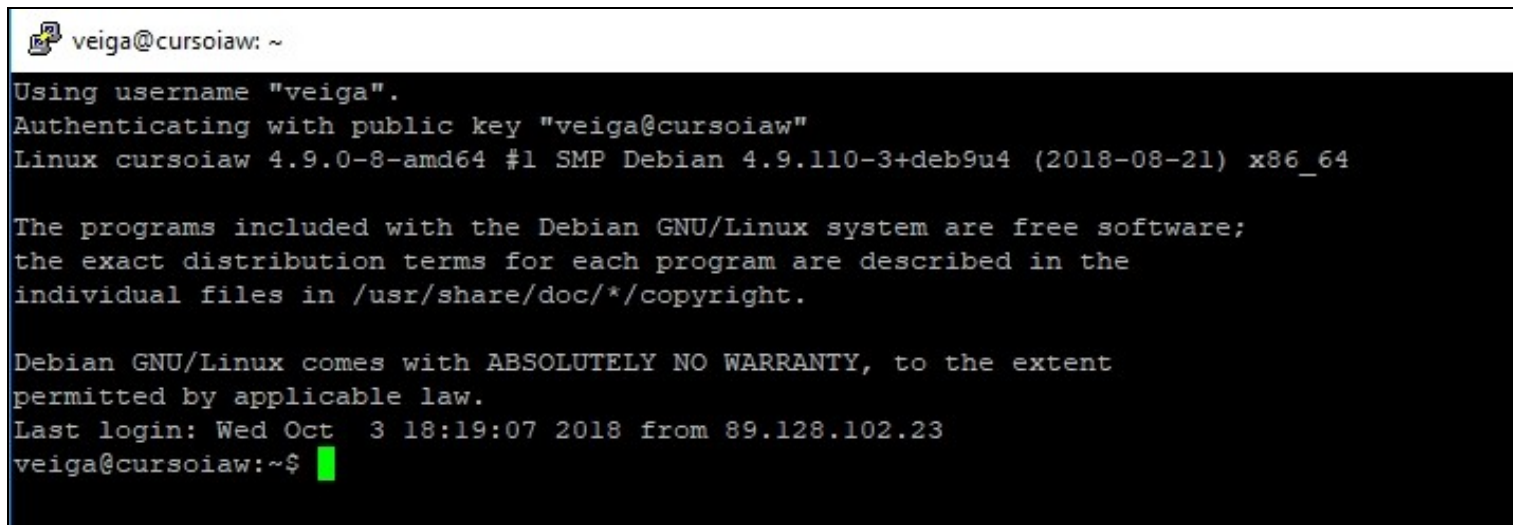 veiga@cursoiaw: ~
Using username "veiga".
Authenticating with public key "veiga@cursoiaw"
Linux cursoiaw 4.9.0-8-amd64 #1 SMP Debian 4.9.110-3+deb9u4 (2018-08-21) x86_64
The programs included with the Debian GNU/Linux system are free software;
the exact distribution terms for each program are described in the
individual files in /usr/share/doc/*/copyright.
Debian GNU/Linux comes with ABSOLUTELY NO WARRANTY, to the extent
permitted by applicable law.
Last login: Wed Oct  3 18:19:07 2018 from 89.128.102.23
veiga@cursoiaw:~$